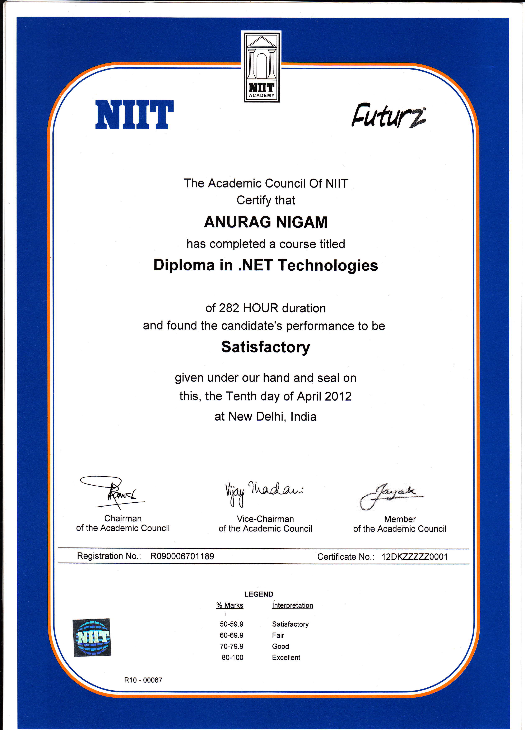 NIIT
ACADEMY
NIIT
Futurz
The Academic Council Of NIIT
Certify that
ANURAG NIGAM
has completed a course titled
Diploma in .NET Technologies
of 282 HOUR duration
and found the candidate's performance to be
Satisfactory
given under our hand and seal on
this, the Tenth day of April 2012
at New Delhi, India
Vijay Thadani
Chairman
of the Academic Council
Vice-Chairman
of the Academic Council
Member
of the Academic Council
Registration No.: R090006701189
Certificate No.: 12DKZZZZZ0001
LEGEND
% Marks Interpretation
50-59.9 Satisfactory
60-69.9 Fair
70-79.9 Good
80-100 Excellent
NIIT
R10 - 00067